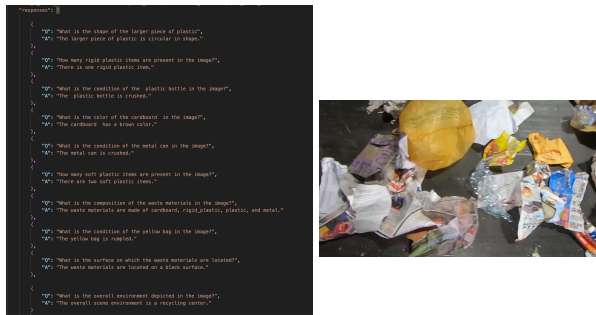 "responses": [
{
"Q": "What is the shape of the larger piece of plastic",
"A": "The larger piece of plastic is circular in shape."
},
{
"Q": "How many rigid plastic items are present in the image?",
"A": "There is one rigid plastic item."
},
{
"Q": "What is the condition of the  plastic bottle in the image?",
"A": "The  plastic bottle is crushed."
},
{
"Q": "What is the color of the cardboard  in the image?",
"A": "The cardboard  has a brown color."
},
{
"Q": "What is the condition of the metal can in the image?",
"A": "The metal can is crushed."
},
{
"Q": "How many soft plastic items are present in the image?",
"A": "There are two soft plastic items."
},
{
"Q": "What is the composition of the waste materials in the image?",
"A": "The waste materials are made of cardboard, rigid_plastic, plastic, and metal."
},
{
"Q": "What is the condition of the yellow bag in the image?",
"A": "The yellow bag is rumpled."
},
{
"Q": "What is the surface on which the waste materials are located?",
"A": "The waste materials are located on a black surface."
},
{
"Q": "What is the overall environment depicted in the image?",
"A": "The overall scene environment is a recycling center."
}